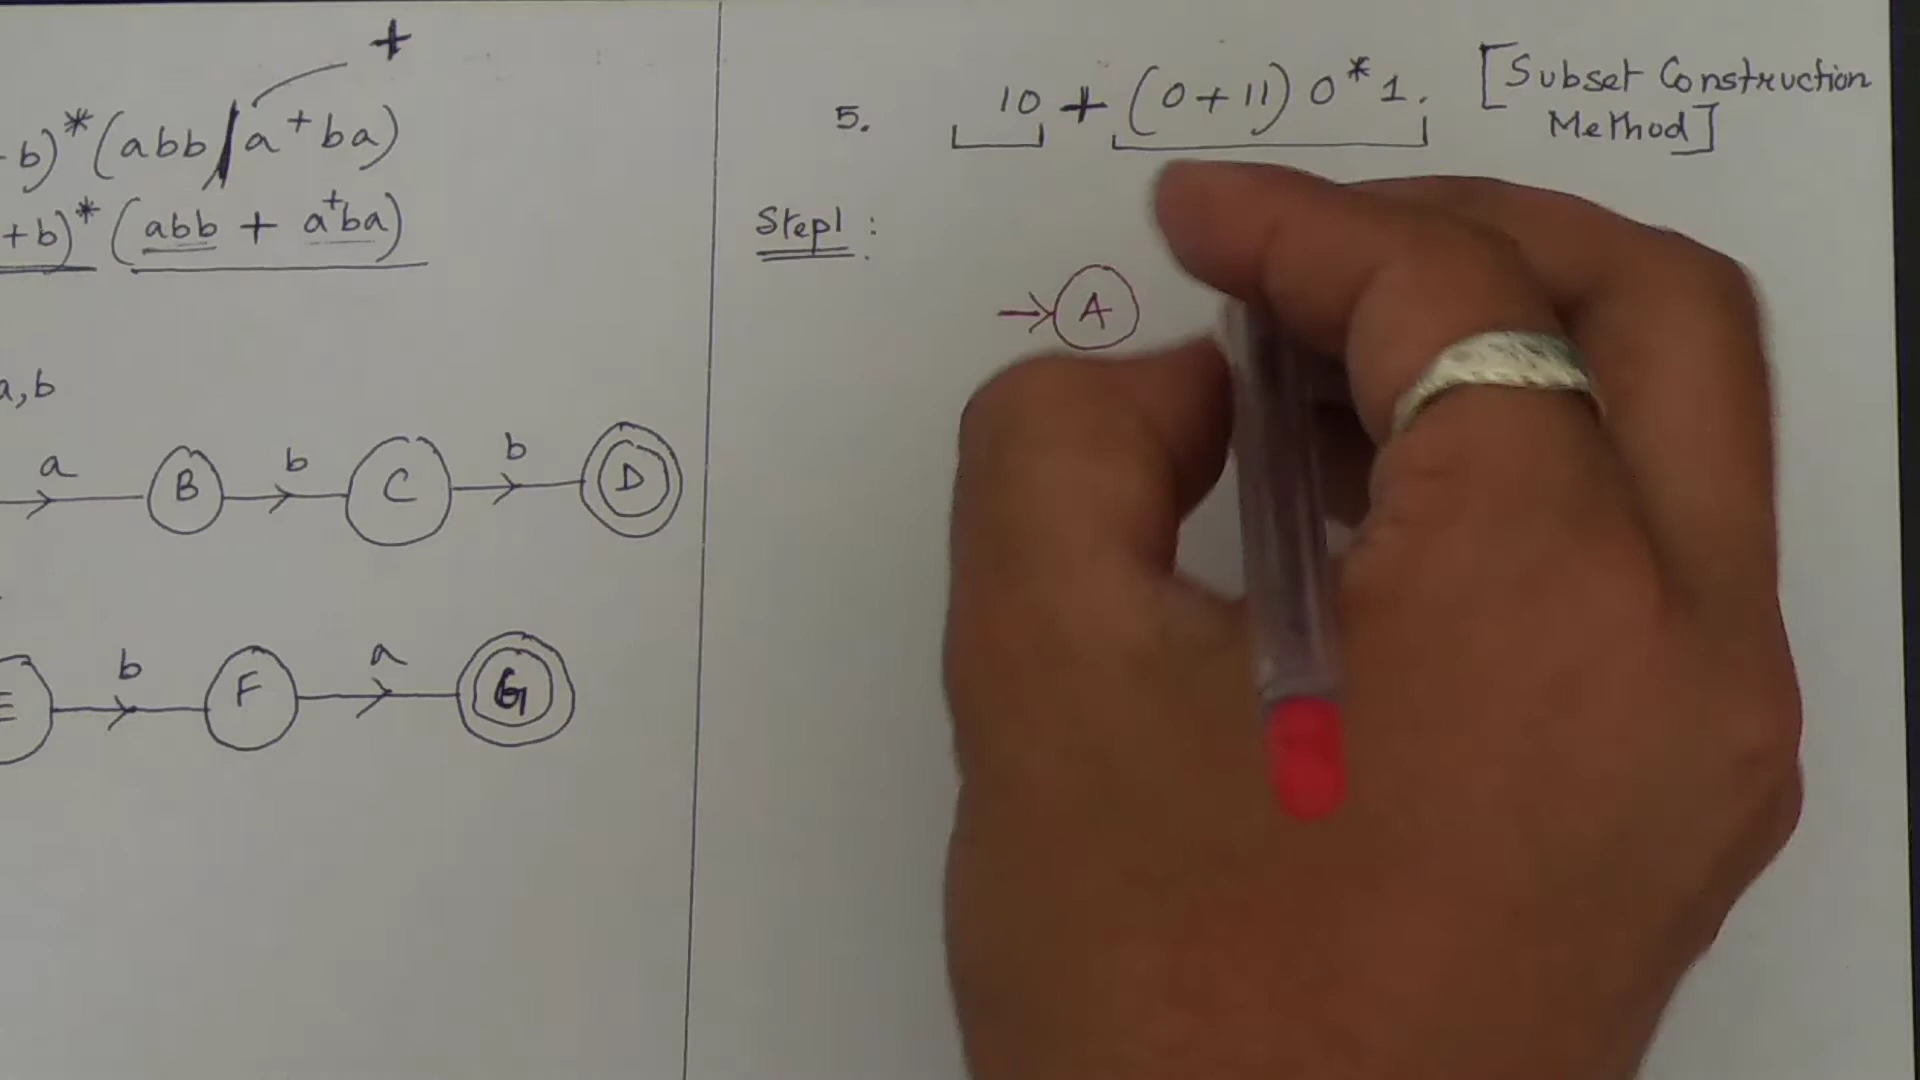 +
b)*(abb/a⁺ba)
+b)*(abb + a⁺ba)
a,b
a B b C b D
E b F a G
5. 10 + (0+11) 0*1. [Subset Construction
Method]
Step1 :
A